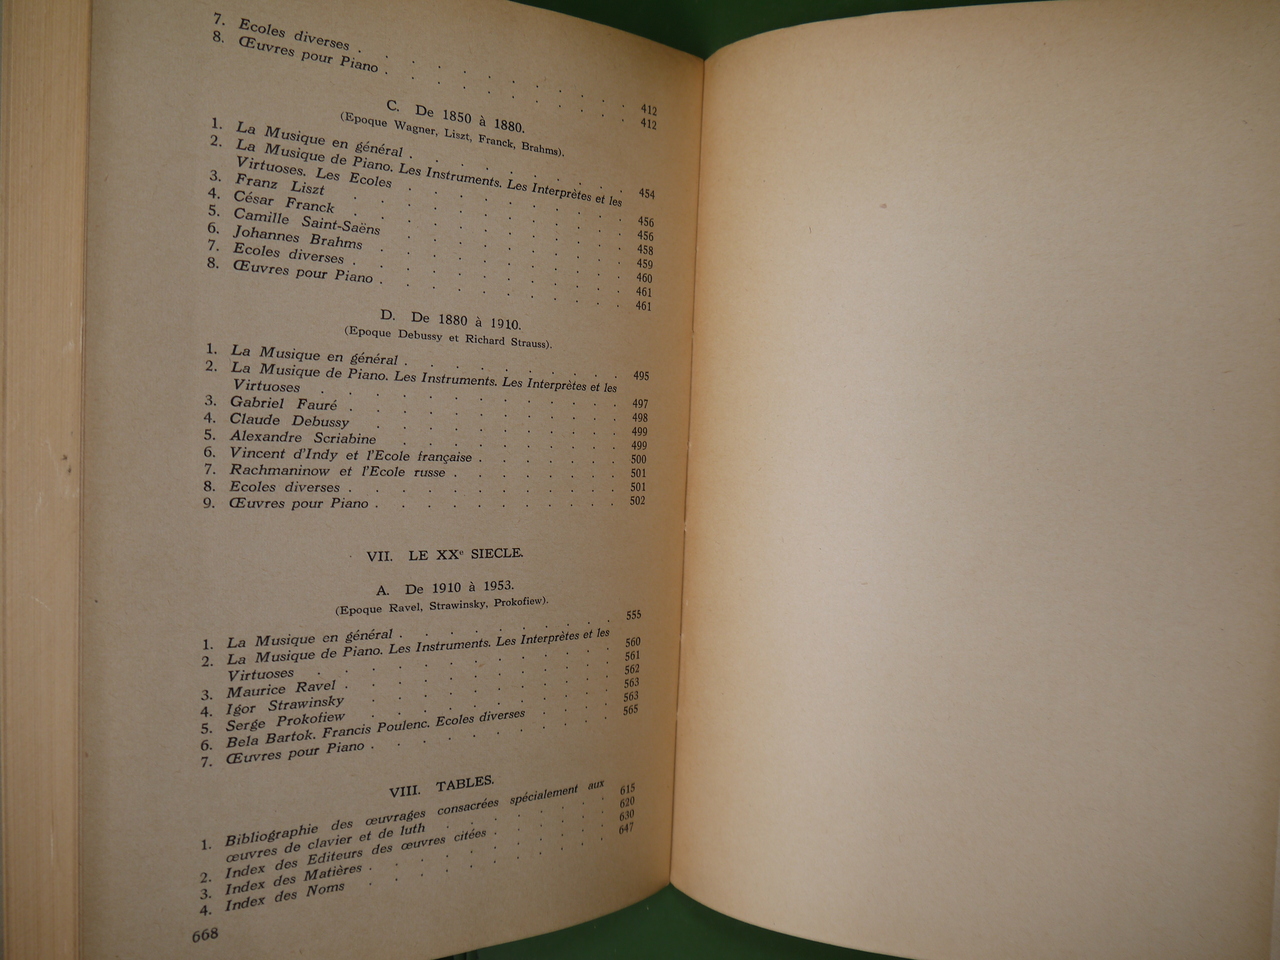 7. Ecoles diverses . . . . . . . . . . 412
8. Œuvres pour Piano . . . . . . . . . . 412
C. De 1850 à 1880.
(Epoque Wagner, Liszt, Franck, Brahms).
1. La Musique en général . . . . . . . . . . 454
2. La Musique de Piano. Les Instruments. Les Interprètes et les
Virtuoses. Les Ecoles . . . . . . . . . . 456
3. Franz Liszt . . . . . . . . . . 456
4. César Franck . . . . . . . . . . 458
5. Camille Saint-Saëns . . . . . . . . . . 459
6. Johannes Brahms . . . . . . . . . . 460
7. Ecoles diverses . . . . . . . . . . 461
8. Œuvres pour Piano . . . . . . . . . . 461
D. De 1880 à 1910.
(Epoque Debussy et Richard Strauss).
1. La Musique en général . . . . . . . . . . 495
2. La Musique de Piano. Les Instruments. Les Interprètes et les
Virtuoses . . . . . . . . . . 497
3. Gabriel Fauré . . . . . . . . . . 498
4. Claude Debussy . . . . . . . . . . 499
5. Alexandre Scriabine . . . . . . . . . 499
6. Vincent d'Indy et l'Ecole française . . . . . . . 500
7. Rachmaninow et l'Ecole russe . . . . . . . . 501
8. Ecoles diverses . . . . . . . . . . 501
9. Œuvres pour Piano . . . . . . . . . . 502
VII. LE XXe SIECLE.
A. De 1910 à 1953.
(Epoque Ravel, Strawinsky, Prokofiew).
1. La Musique en général . . . . . . . . . 555
2. La Musique de Piano. Les Instruments. Les Interprètes et les
Virtuoses . . . . . . . . . . 560
3. Maurice Ravel . . . . . . . . . . 561
4. Igor Strawinsky . . . . . . . . . . 562
5. Serge Prokofiew . . . . . . . . . . 563
6. Bela Bartok. Francis Poulenc. Ecoles diverses . . . . 563
7. Œuvres pour Piano . . . . . . . . . . 565
VIII. TABLES.
1. Bibliographie des œuvrages consacrées spécialement aux
œuvres de clavier et de luth . . . . . . . 615
2. Index des Editeurs des œuvres citées . . . . . 620
3. Index des Matières . . . . . . . . . 630
4. Index des Noms . . . . . . . . . 647
668